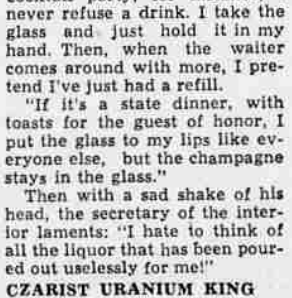 never refuse a drink. I take the
glass and just hold it in my
hand. Then, when the waiter
comes around with more, I pre-
tend I've just had a refill.
"If it's a state dinner, with
toasts for the guest of honor, I
put the glass to my lips like ev-
eryone else, but the champagne
stays in the glass."
Then with a sad shake of his
head, the secretary of the inter-
ior laments: "I hate to think of
all the liquor that has been pour-
ed out uselessly for me!"
CZARIST URANIUM KING